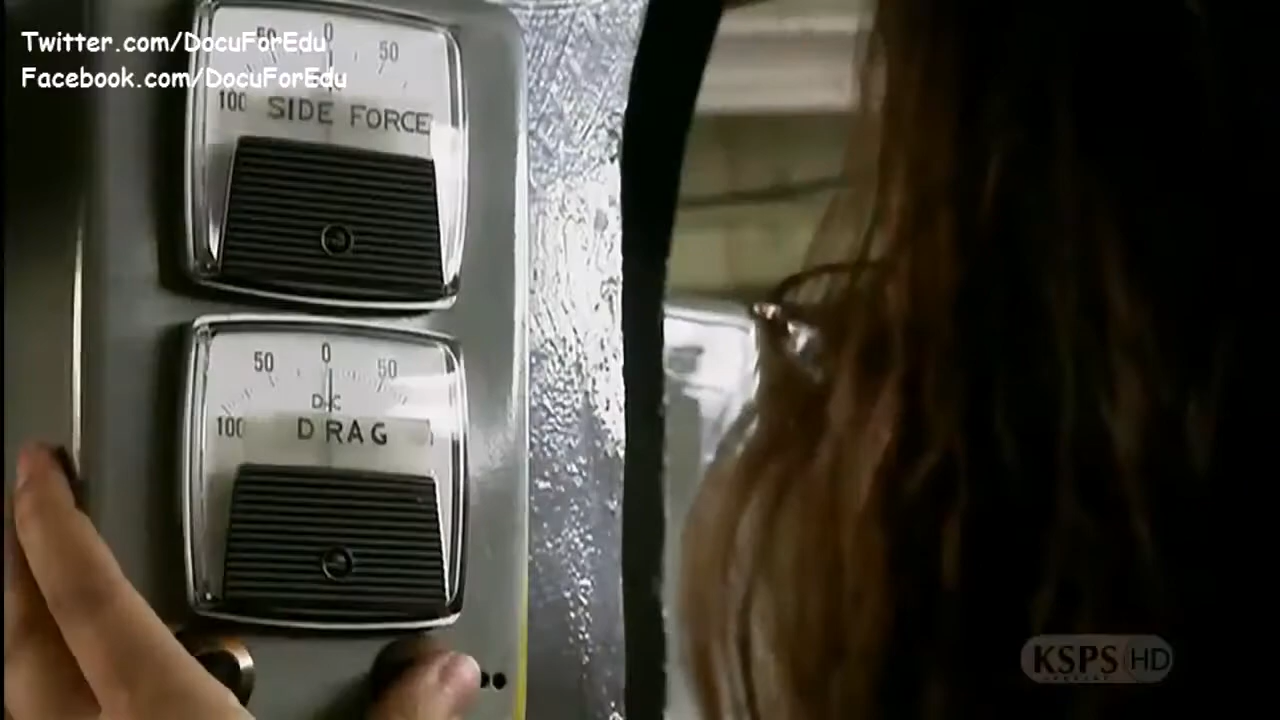 Twitter.com/DocuForEdu
Facebook.com/DocuForEdu
50 0 50
100
SIDE FORCE
50 0 50
DC
100
DRAG
KSPS HD